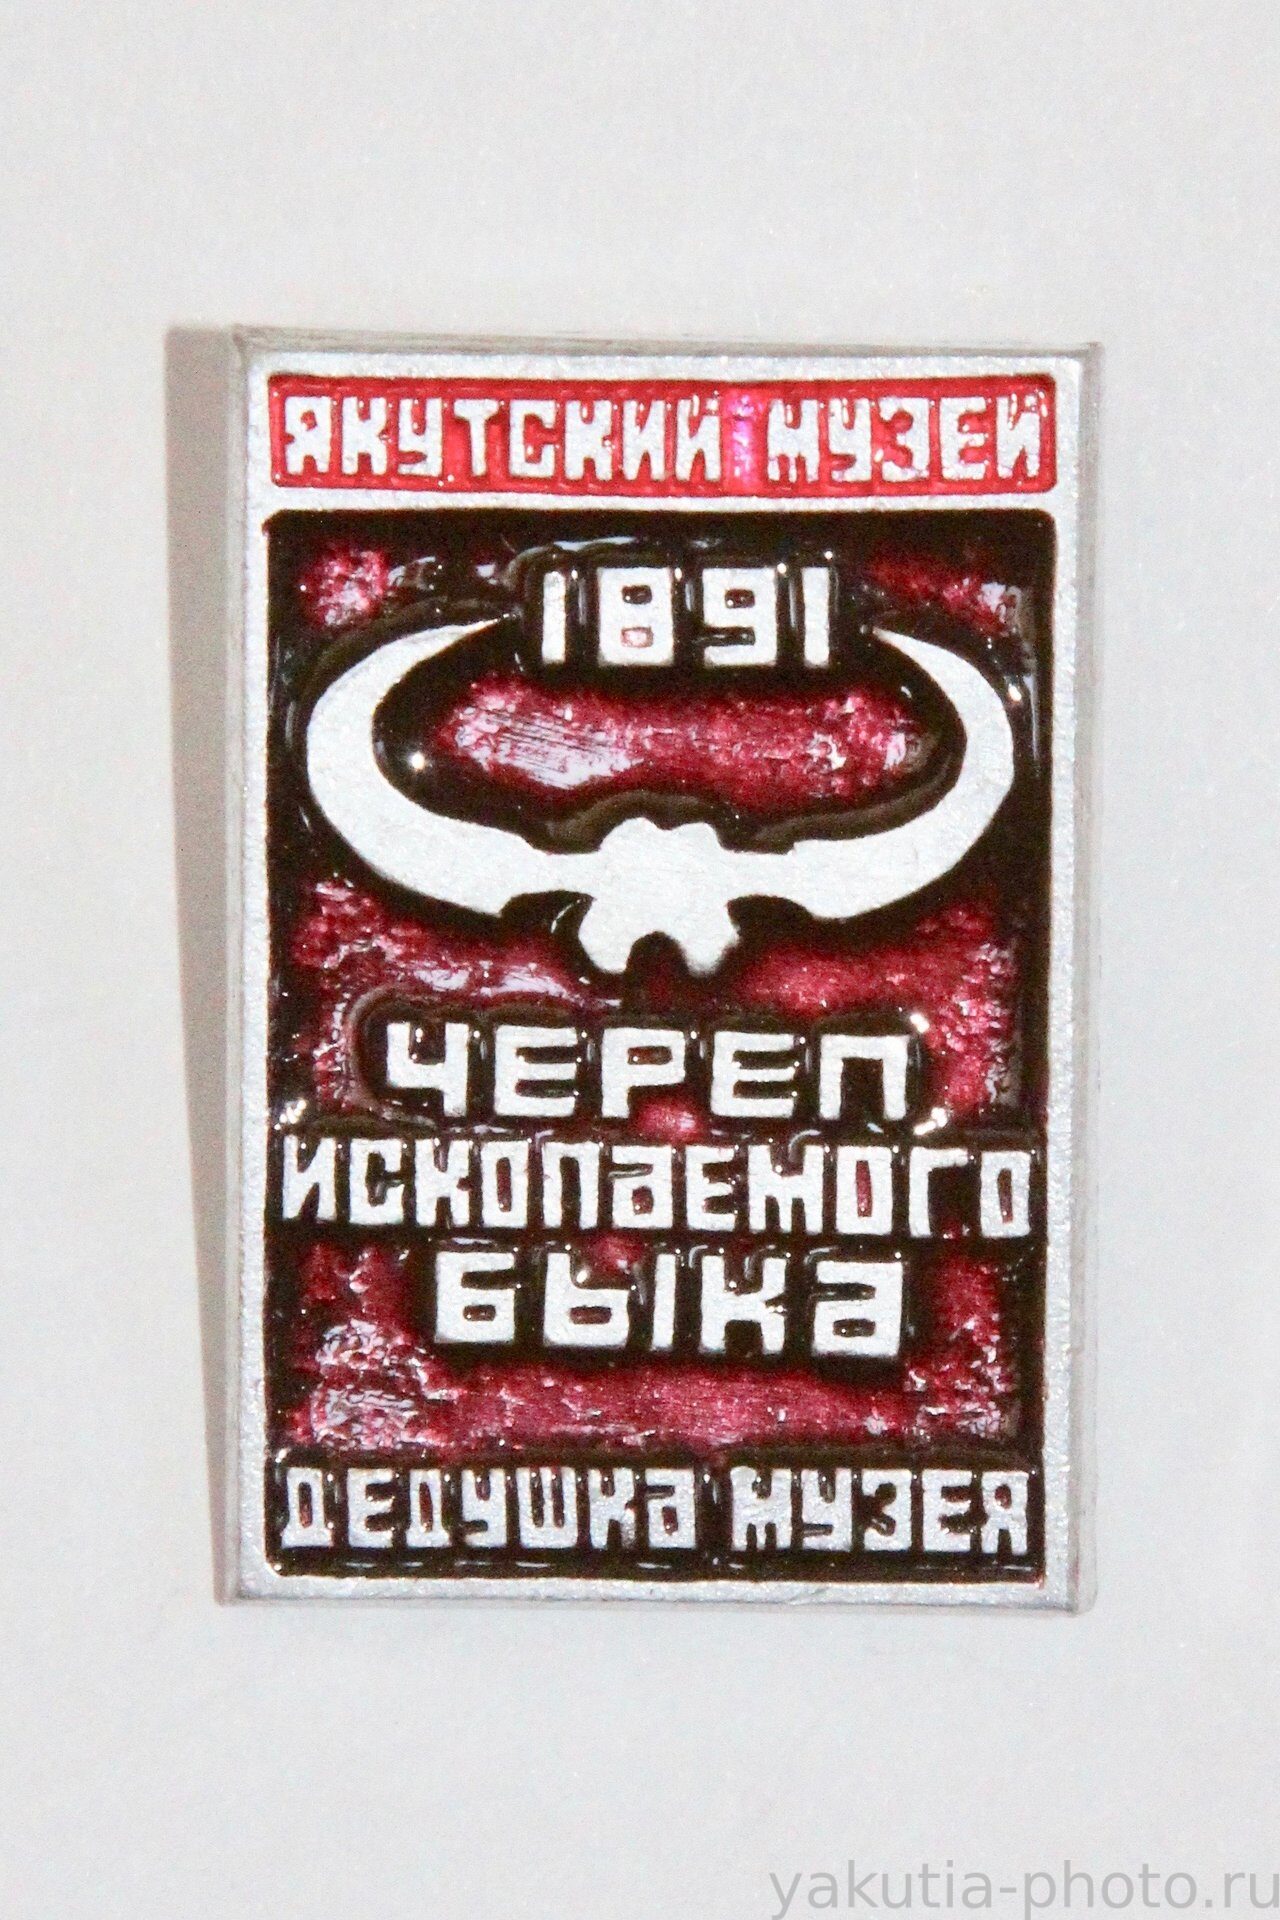 ЯКУТСКИЙ МУЗЕЙ
1891
ЧЕРЕП
ИСКОПАЕМОГО
БЫКА
ДЕДУШКА МУЗЕЯ
yakutia-photo.ru